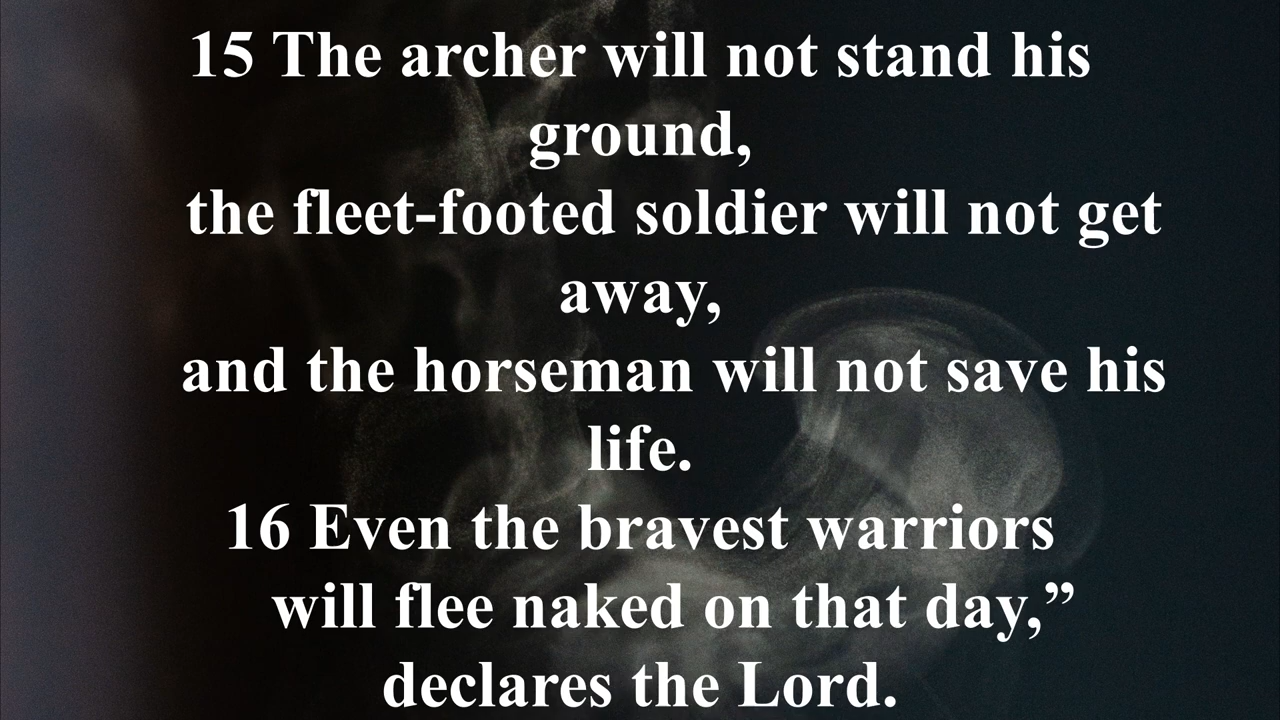 15 The archer will not stand his
ground,
the fleet-footed soldier will not get
away,
and the horseman will not save his
life.
16 Even the bravest warriors
will flee naked on that day,”
declares the Lord.